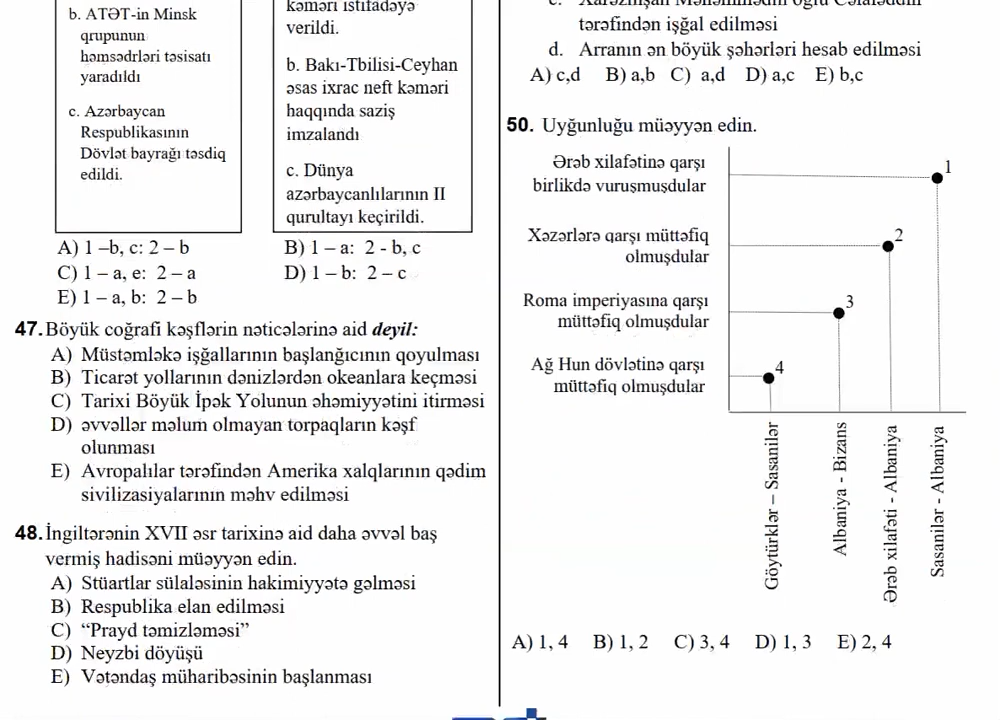 b. ATƏT-in Minsk
qrupunun
həmsədrləri təsisatı
yaradıldı
c. Azərbaycan
Respublikasının
Dövlət bayrağı təsdiq
edildi.
kəməri istifadəyə
verildi.
b. Bakı-Tbilisi-Ceyhan
əsas ixrac neft kəməri
haqqında saziş
imzalandı
c. Dünya
azərbaycanlılarının II
qurultayı keçirildi.
A) 1 –b, c: 2 – b
B) 1 – a: 2 - b, c
C) 1 – a, e: 2 – a
D) 1 – b: 2 – c
E) 1 – a, b: 2 – b
47. Böyük coğrafi kəşflərin nəticələrinə aid deyil:
A) Müstəmləkə işğallarının başlanğıcının qoyulması
B) Ticarət yollarının dənizlərdən okeanlara keçməsi
C) Tarixi Böyük İpək Yolunun əhəmiyyətini itirməsi
D) əvvəllər məlum olmayan torpaqların kəşf
olunması
E) Avropalılar tərəfindən Amerika xalqlarının qədim
sivilizasiyalarının məhv edilməsi
48. İngiltərənin XVII əsr tarixinə aid daha əvvəl baş
vermiş hadisəni müəyyən edin.
A) Stüartlar sülaləsinin hakimiyyətə gəlməsi
B) Respublika elan edilməsi
C) “Prayd təmizləməsi”
D) Neyzbi döyüşü
E) Vətəndaş müharibəsinin başlanması
tərəfindən işğal edilməsi
d. Arranın ən böyük şəhərləri hesab edilməsi
A) c,d B) a,b C) a,d D) a,c E) b,c
50. Uyğunluğu müəyyən edin.
Ərəb xilafətinə qarşı
birlikdə vuruşmuşdular
1
Xəzərlərə qarşı müttəfiq
olmuşdular
2
Roma imperiyasına qarşı
müttəfiq olmuşdular
3
Ağ Hun dövlətinə qarşı
müttəfiq olmuşdular
4
Göytürklər – Sasanilər
Albaniya - Bizans
Ərəb xilafəti - Albaniya
Sasanilər - Albaniya
A) 1, 4 B) 1, 2 C) 3, 4 D) 1, 3 E) 2, 4